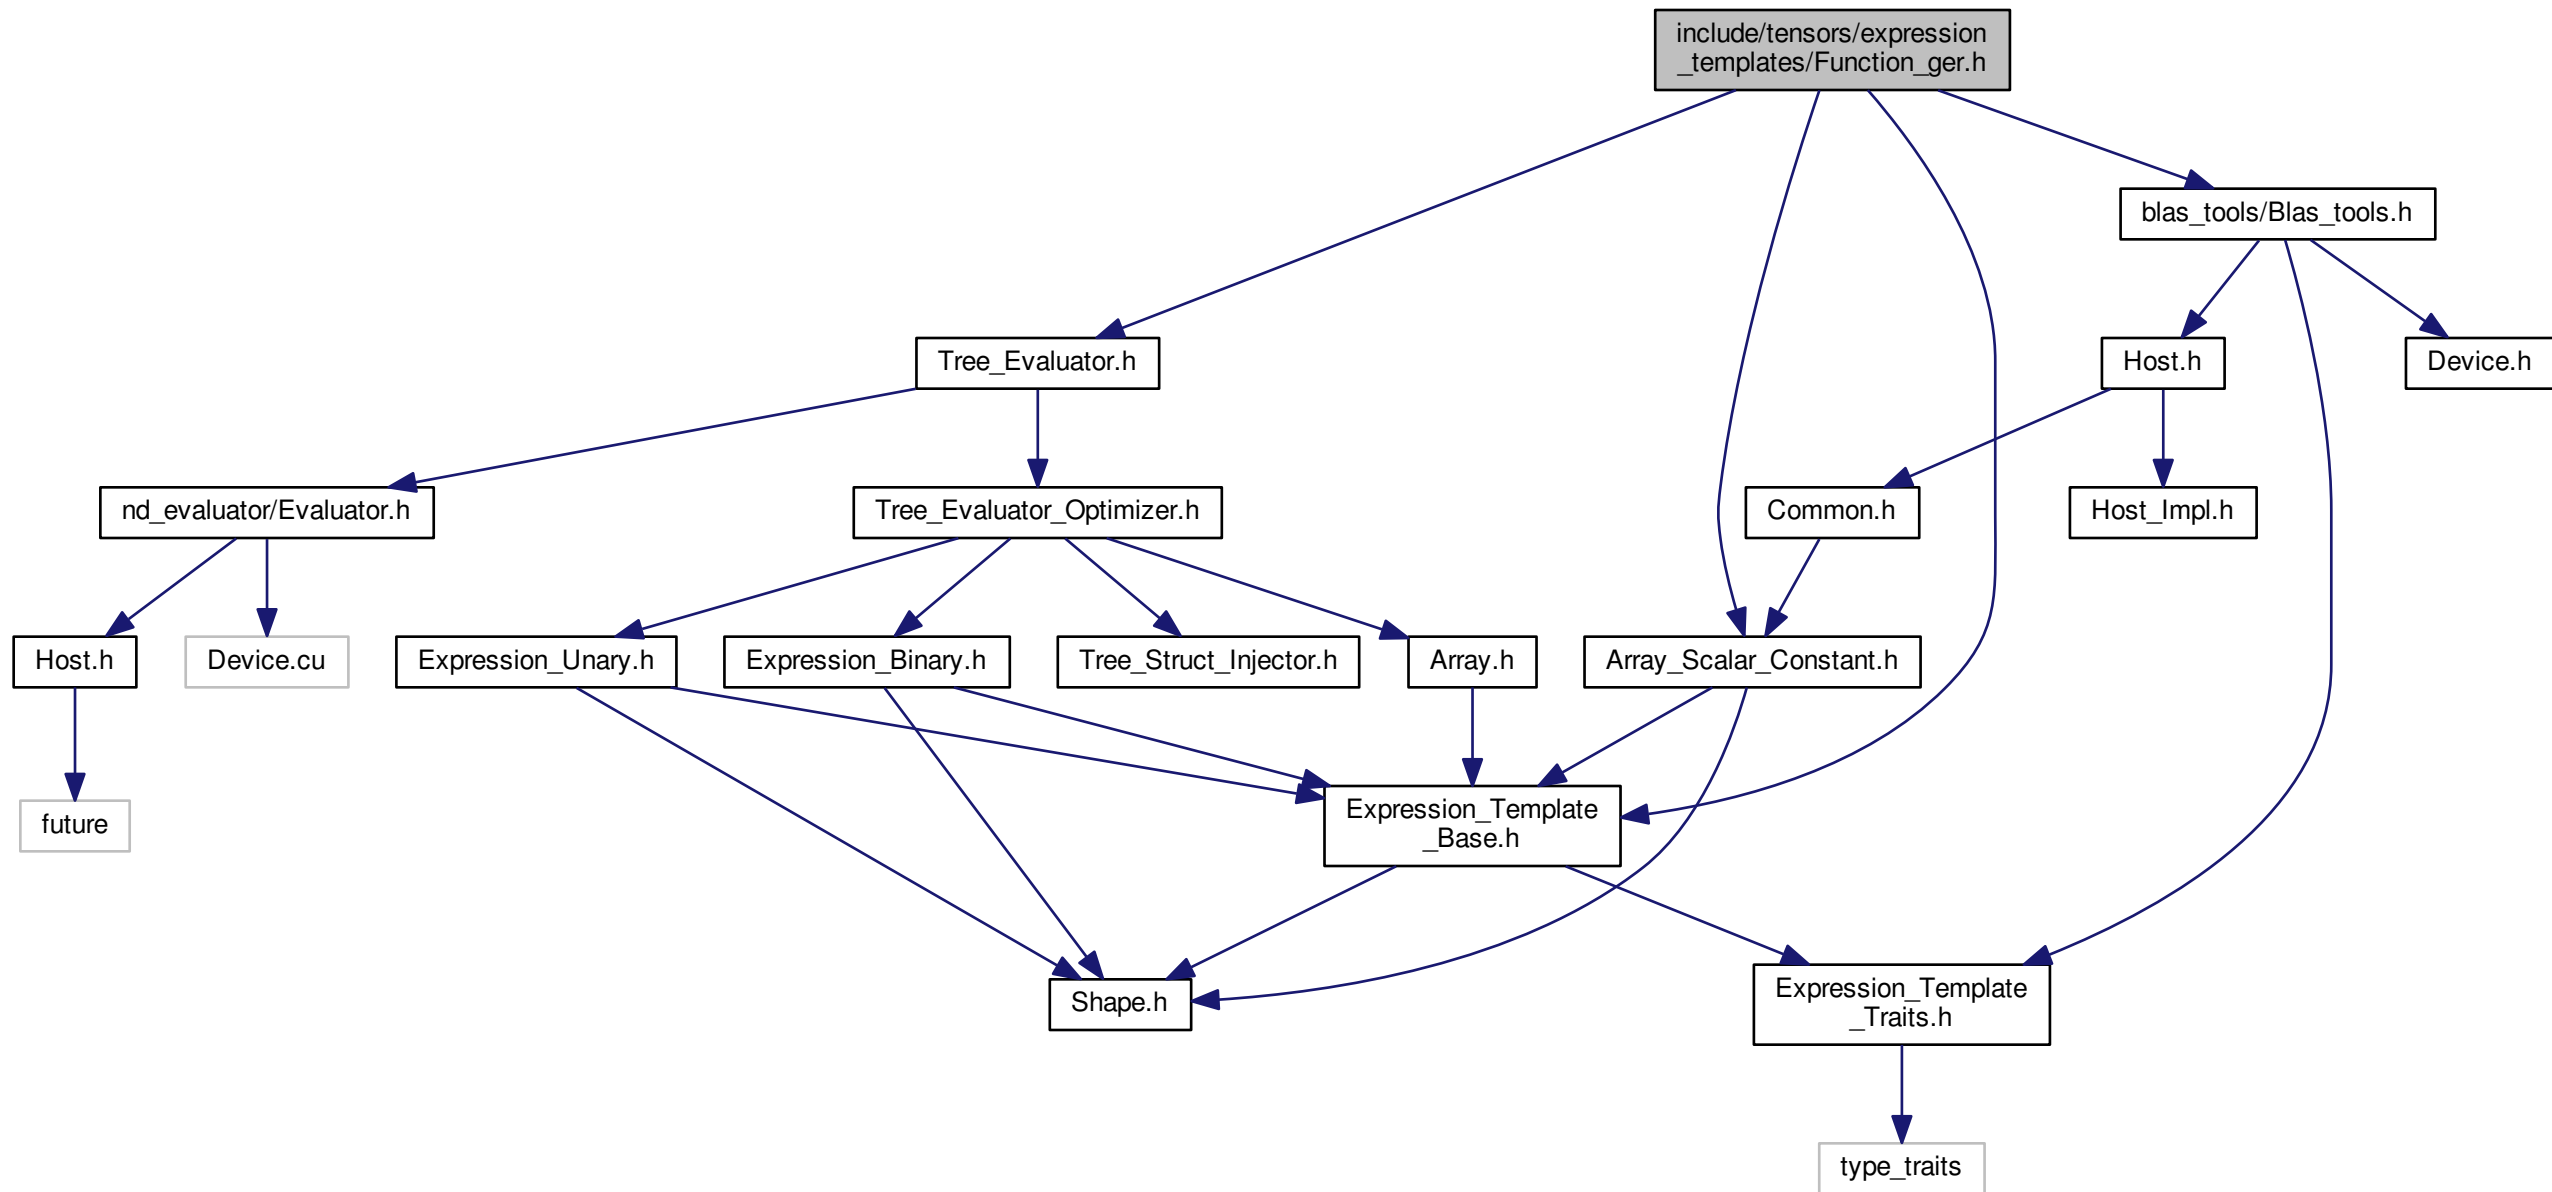 include/tensors/expression
_templates/Function_ger.h
blas_tools/Blas_tools.h
Tree_Evaluator.h
Host.h
Device.h
nd_evaluator/Evaluator.h
Tree_Evaluator_Optimizer.h
Common.h
Host_Impl.h
Host.h
Device.cu
Expression_Unary.h
Expression_Binary.h
Tree_Struct_Injector.h
Array.h
Array_Scalar_Constant.h
future
Expression_Template
_Base.h
Shape.h
Expression_Template
_Traits.h
type_traits